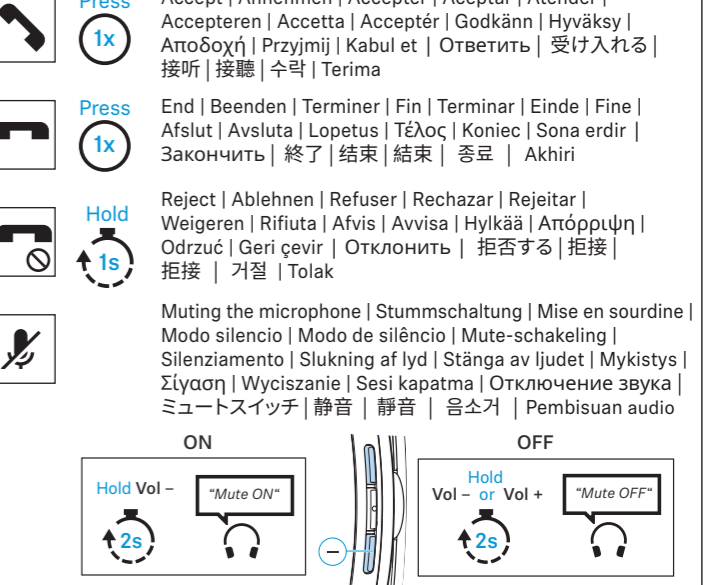 Press
1x
Accept | Annehmen | Accepter | Aceptar | Atender |
Accepteren | Accetta | Acceptér | Godkänn | Hyväksy |
Αποδοχή | Przyjmij | Kabul et | Ответить | 受け入れる |
接听 | 接聽 | 수락 | Terima
Press
1x
End | Beenden | Terminer | Fin | Terminar | Einde | Fine |
Afslut | Avsluta | Lopetus | Τέλος | Koniec | Sona erdir |
Закончить | 終了 | 结束 | 結束 | 종료 | Akhiri
Hold
1s
Reject | Ablehnen | Refuser | Rechazar | Rejeitar |
Weigeren | Rifiuta | Afvis | Avvisa | Hylkää | Απόρριψη |
Odrzuć | Geri çevir | Отклонить | 拒否する | 拒接 |
拒接 | 거절 | Tolak
Muting the microphone | Stummschaltung | Mise en sourdine |
Modo silencio | Modo de silêncio | Mute-schakeling |
Silenziamento | Slukning af lyd | Stänga av ljudet | Mykistys |
Σίγαση | Wyciszanie | Sesi kapatma | Отключение звука |
ミュートスイッチ | 静音 | 靜音 | 음소거 | Pembisuan audio
ON
Hold Vol –
"Mute ON"
2s
–
OFF
Hold
Vol – or Vol +
"Mute OFF"
2s